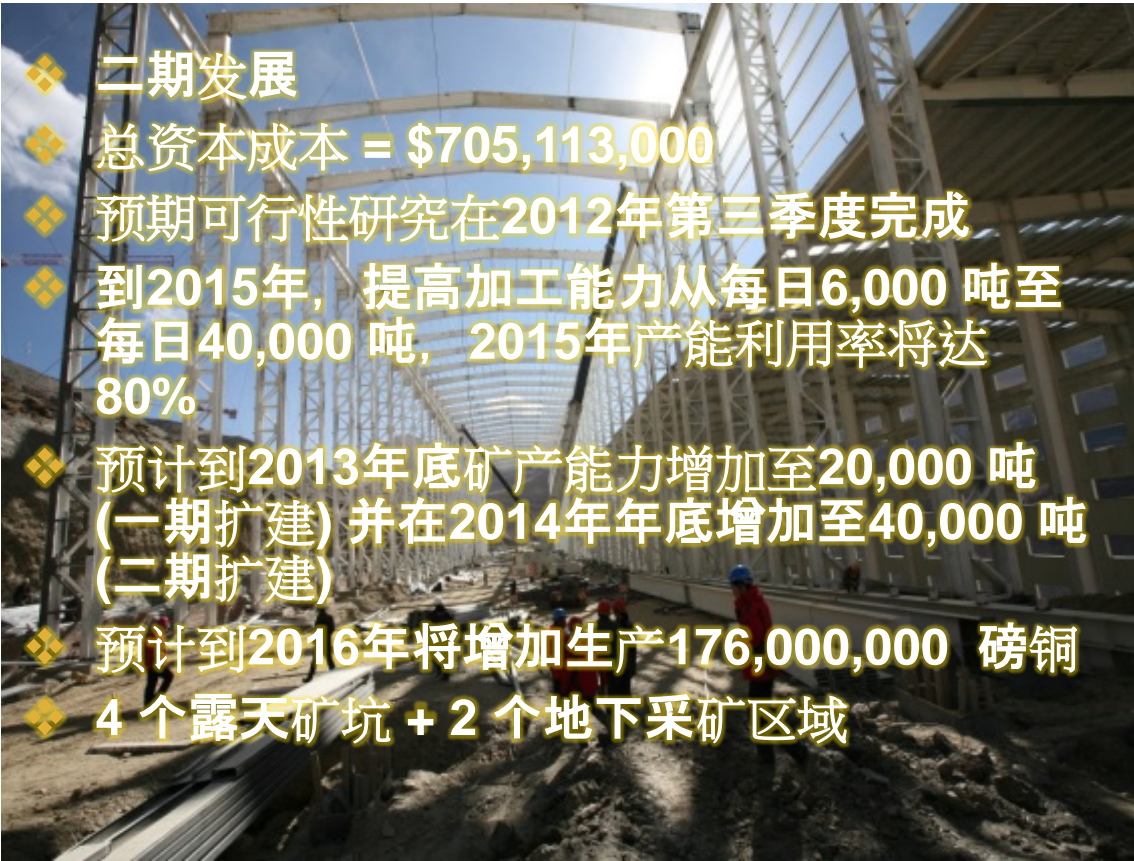 二期发展
总资本成本 = $705,113,000
预期可行性研究在2012年第三季度完成
到2015年，提高加工能力从每日6,000 吨至
每日40,000 吨，2015年产能利用率将达
80%
预计到2013年底矿产能力增加至20,000 吨
(一期扩建) 并在2014年年底增加至40,000 吨
(二期扩建)
预计到2016年将增加生产176,000,000 磅铜
4 个露天矿坑 + 2 个地下采矿区域